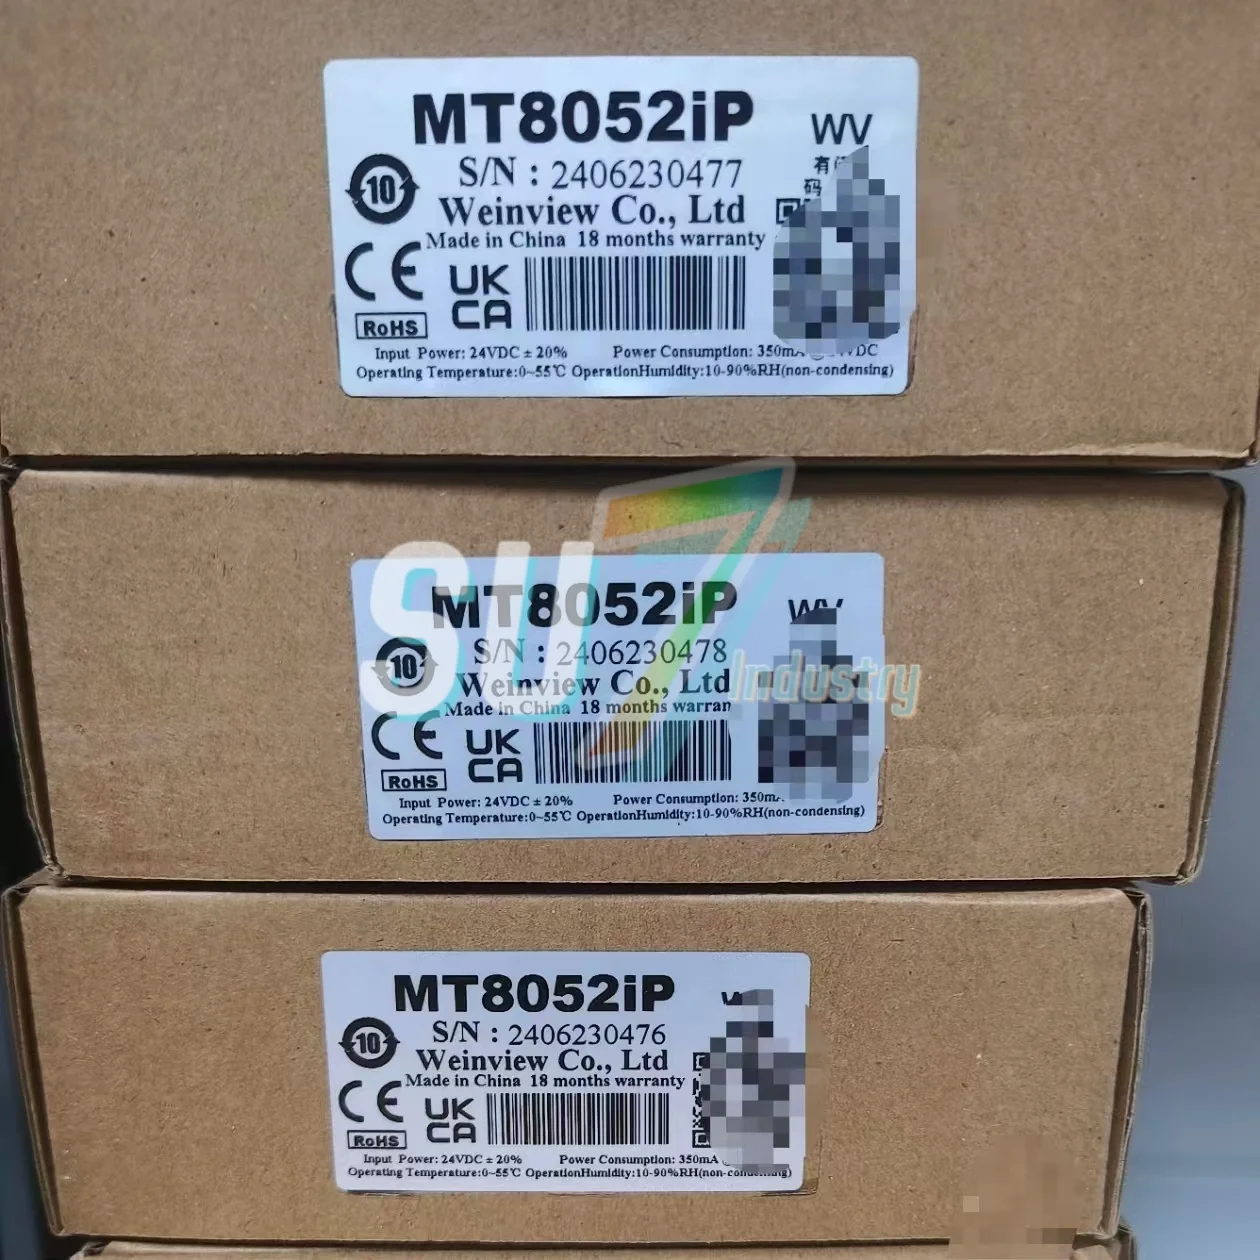 MT8052iP
WV
有
码
S/N : 2406230477
10
Weinview Co., Ltd
Made in China 18 months warranty
CE
UK
CA
RoHS
Input Power: 24VDC ± 20% Power Consumption: 350mA
VDC
Operating Temperature:0~55℃ OperationHumidity:10-90%RH(non-condensing)
SU7
Industry
MT8052iP
WV
S/N : 2406230478
10
Weinview Co., Ltd
Made in China 18 months warran
CE
UK
CA
RoHS
Input Power: 24VDC ± 20% Power Consumption: 350mA
Operating Temperature:0~55℃ OperationHumidity:10-90%RH(non-condensing)
MT8052iP
S/N : 2406230476
10
Weinview Co., Ltd
Made in China 18 months warranty
CE
UK
CA
RoHS
Input Power: 24VDC ± 20% Power Consumption: 350mA
Operating Temperature:0~55℃ OperationHumidity:10-90%RH(non-condensing)